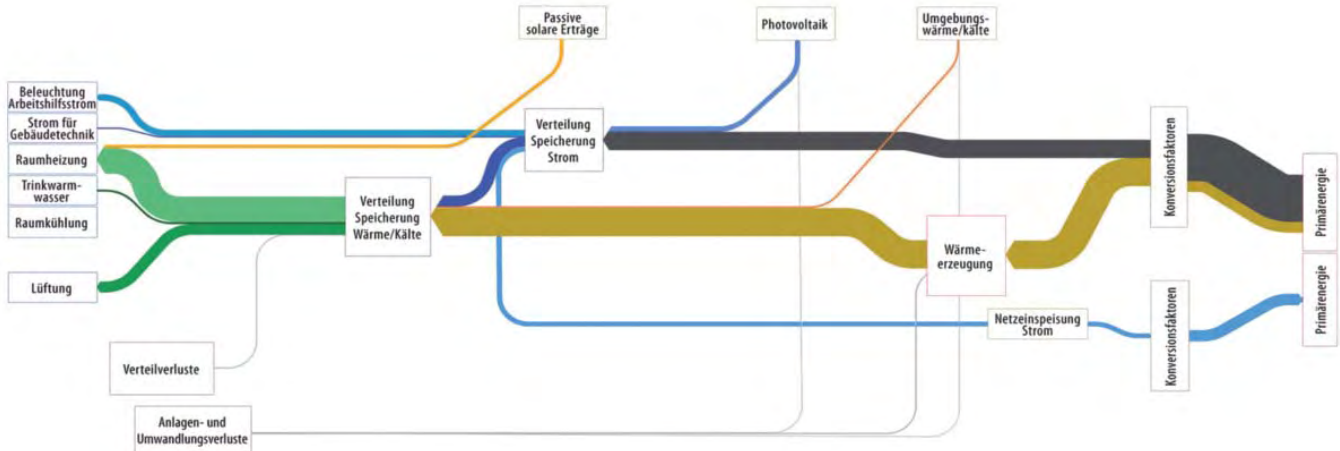 Passive
solare Erträge
Photovoltaik
Umgebungs-
wärme/kälte
Beleuchtung
Arbeitshilfsstrom
Strom für
Gebäudetechnik
Raumheizung
Trinkwarm-
wasser
Raumkühlung
Lüftung
Verteilung
Speicherung
Strom
Verteilung
Speicherung
Wärme/Kälte
Wärme-
erzeugung
Konversionsfaktoren
Primärenergie
Netzeinspeisung
Strom
Konversionsfaktoren
Primärenergie
Verteilverluste
Anlagen- und
Umwandlungsverluste